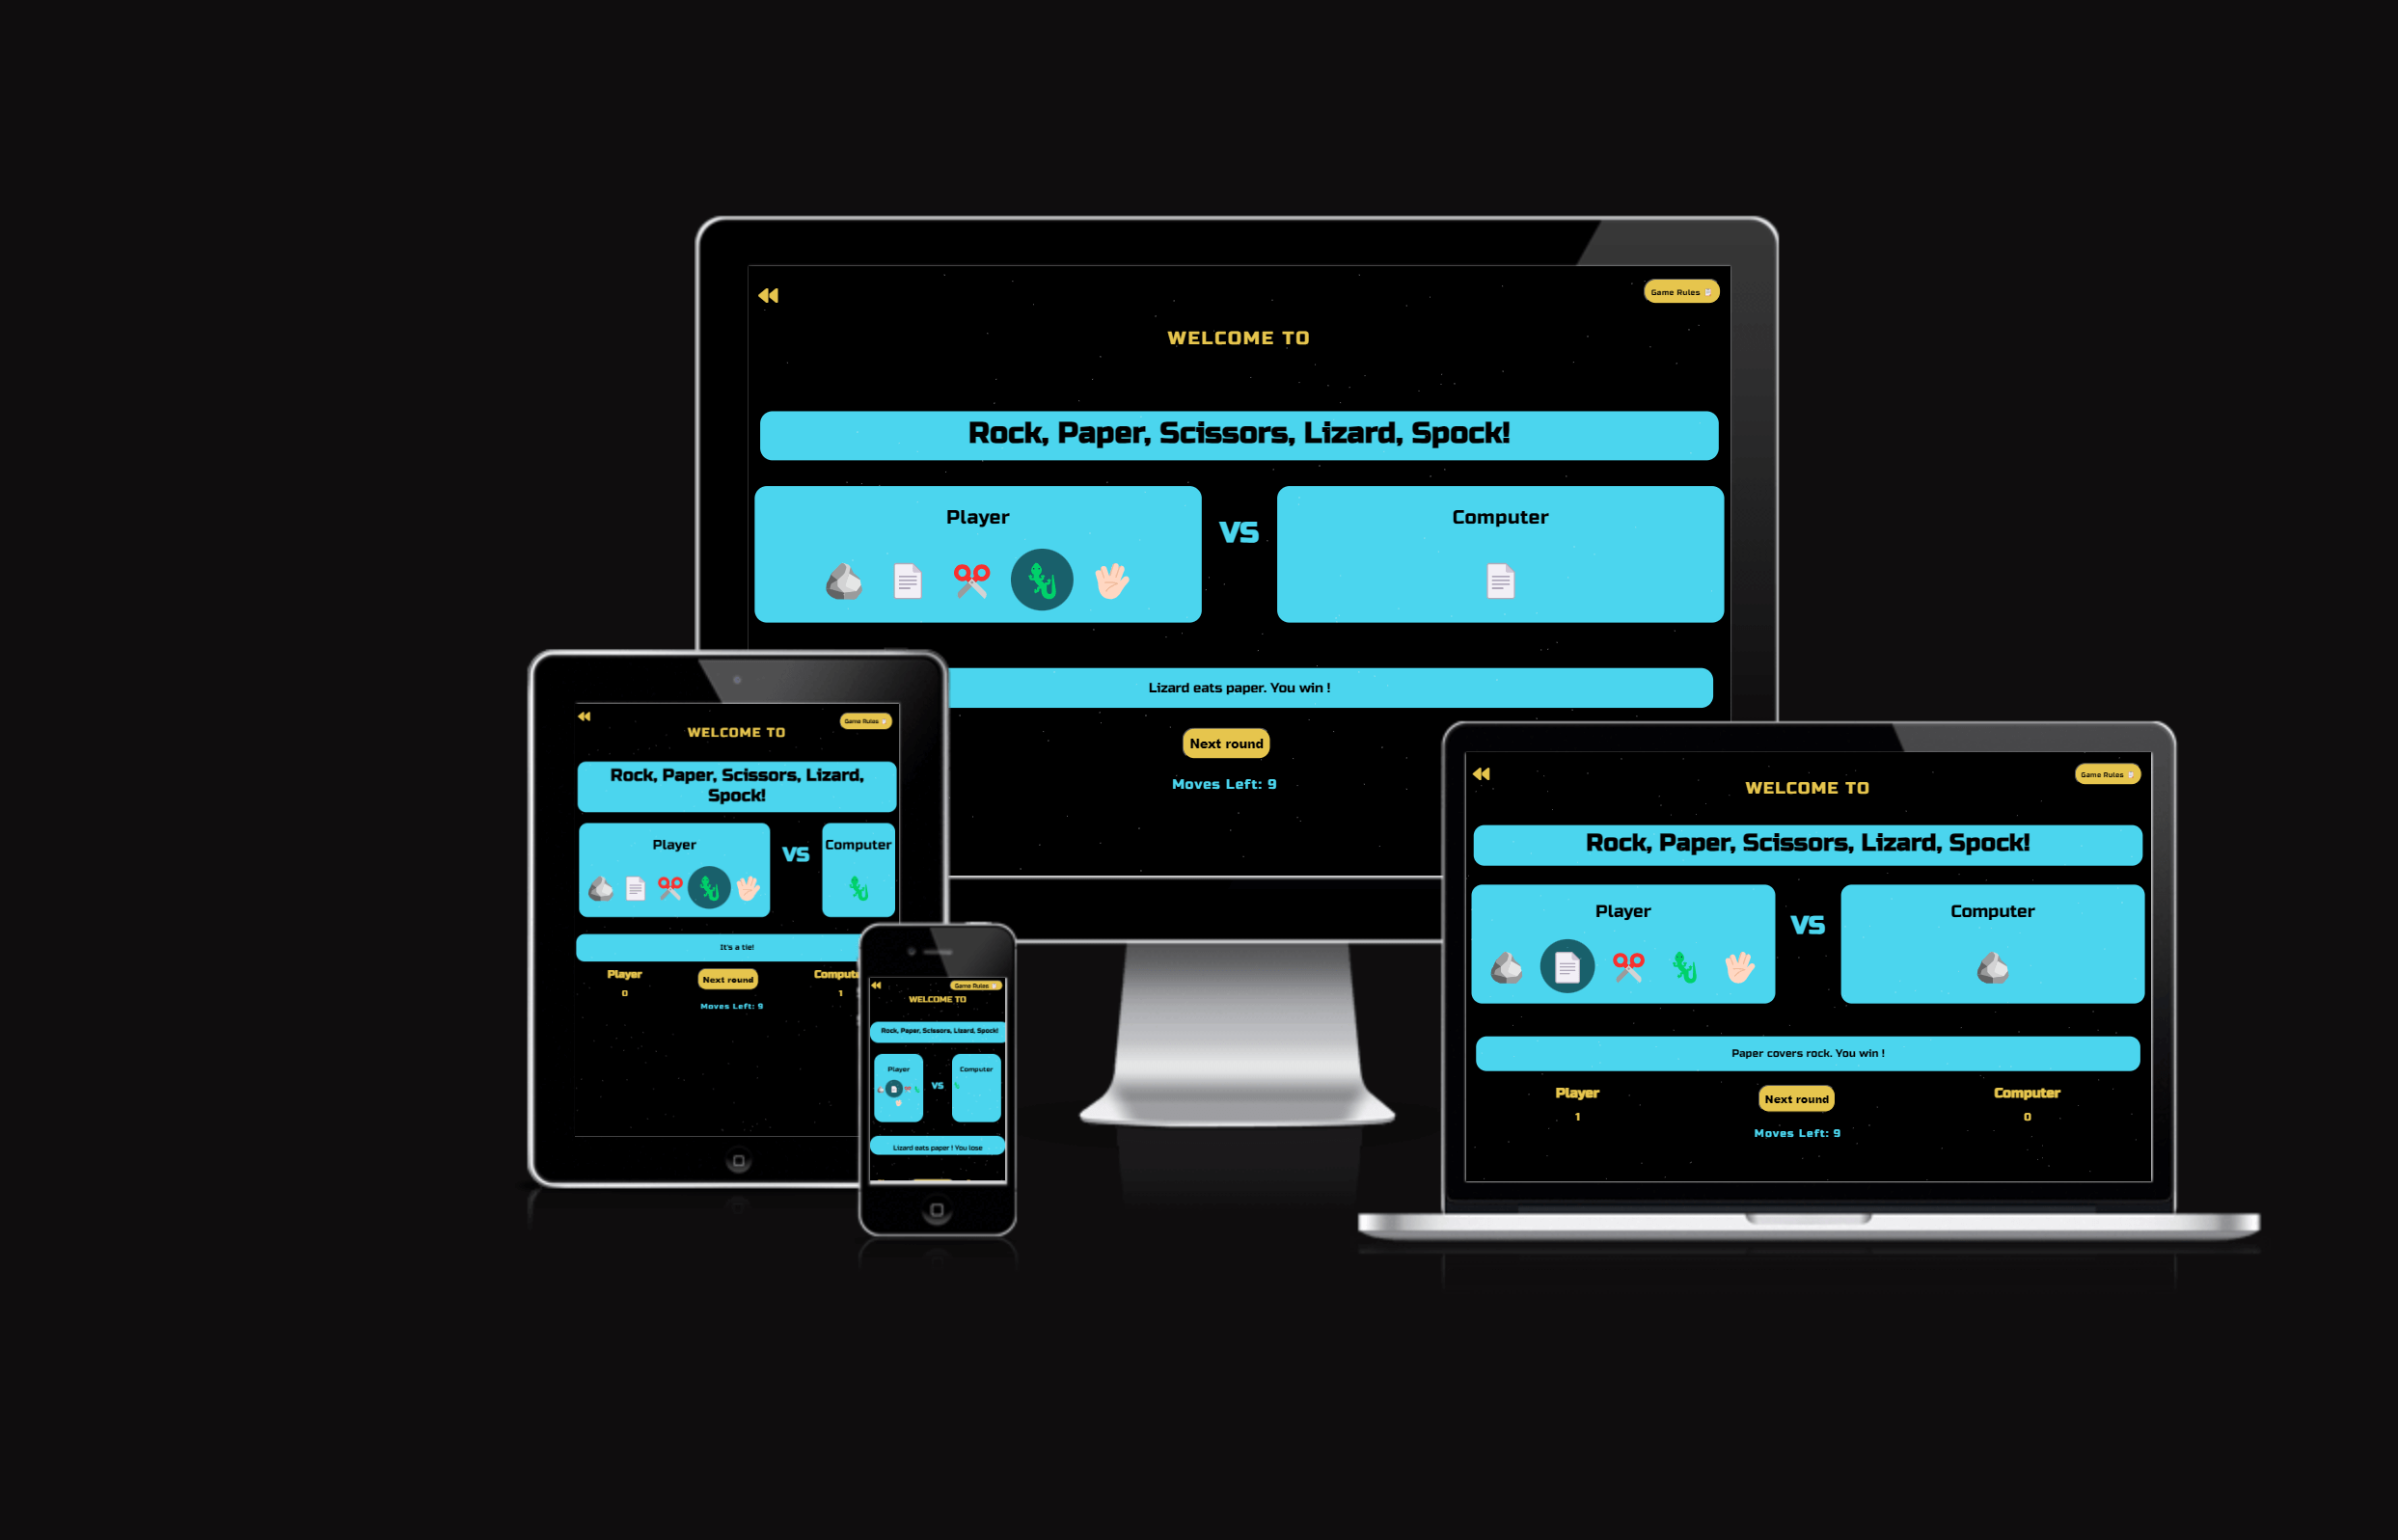 Game Rules
WELCOME TO
Rock, Paper, Scissors, Lizard, Spock!
Player
VS
Computer
Lizard eats paper. You win !
Next round
Moves Left: 9
Game Rules
WELCOME TO
Rock, Paper, Scissors, Lizard,
Spock!
Player
VS
Computer
It's a tie!
Player
Next round
Comput
0
1
Moves Left: 9
Game Rules
WELCOME TO
Rock, Paper, Scissors, Lizard, Spock!
Player
VS
Computer
Lizard eats paper ! You lose
Game Rules
WELCOME TO
Rock, Paper, Scissors, Lizard, Spock!
Player
VS
Computer
Paper covers rock. You win !
Player
Next round
Computer
1
0
Moves Left: 9